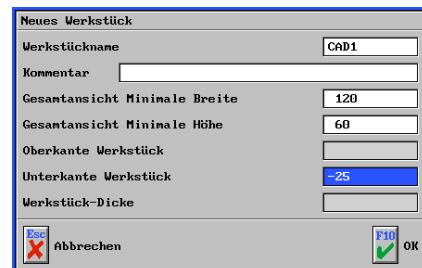 Neues Werkstück
Werkstückname CAD1
Kommentar
Gesamtansicht Minimale Breite 120
Gesamtansicht Minimale Höhe 60
Oberkante Werkstück
Unterkante Werkstück -25
Werkstück-Dicke
Esc Abbrechen F10 OK